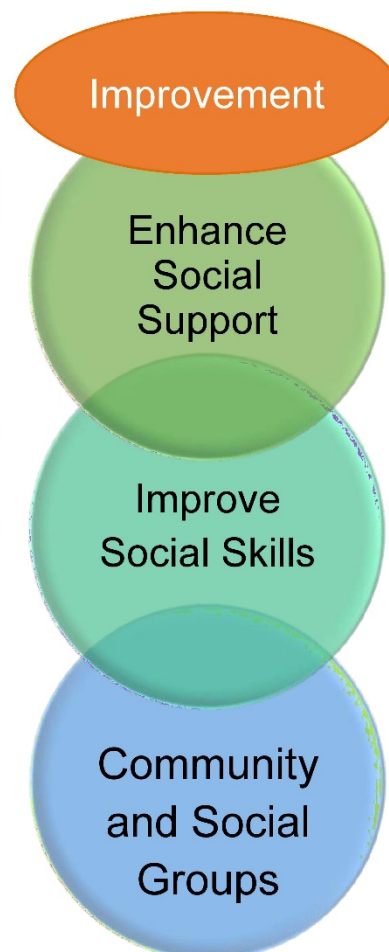 Improvement
Enhance
Social
Support
Improve
Social Skills
Community
and Social
Groups